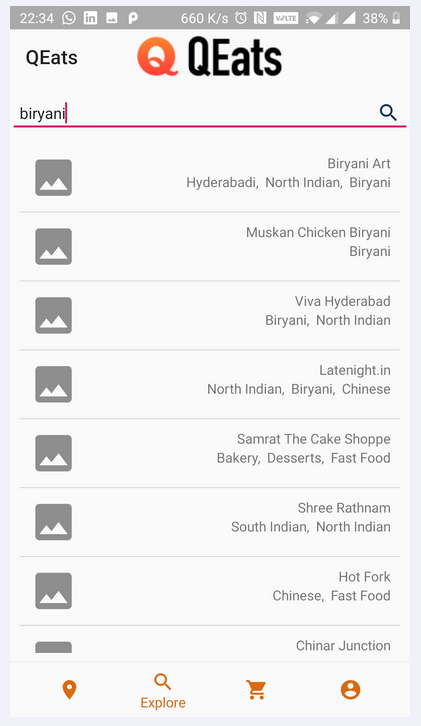 22:34 660 K/s VoLTE 38%
QEats QEats
biryani
Biryani Art
Hyderabadi, North Indian, Biryani
Muskan Chicken Biryani
Biryani
Viva Hyderabad
Biryani, North Indian
Latenight.in
North Indian, Biryani, Chinese
Samrat The Cake Shoppe
Bakery, Desserts, Fast Food
Shree Rathnam
South Indian, North Indian
Hot Fork
Chinese, Fast Food
Chinar Junction
Explore